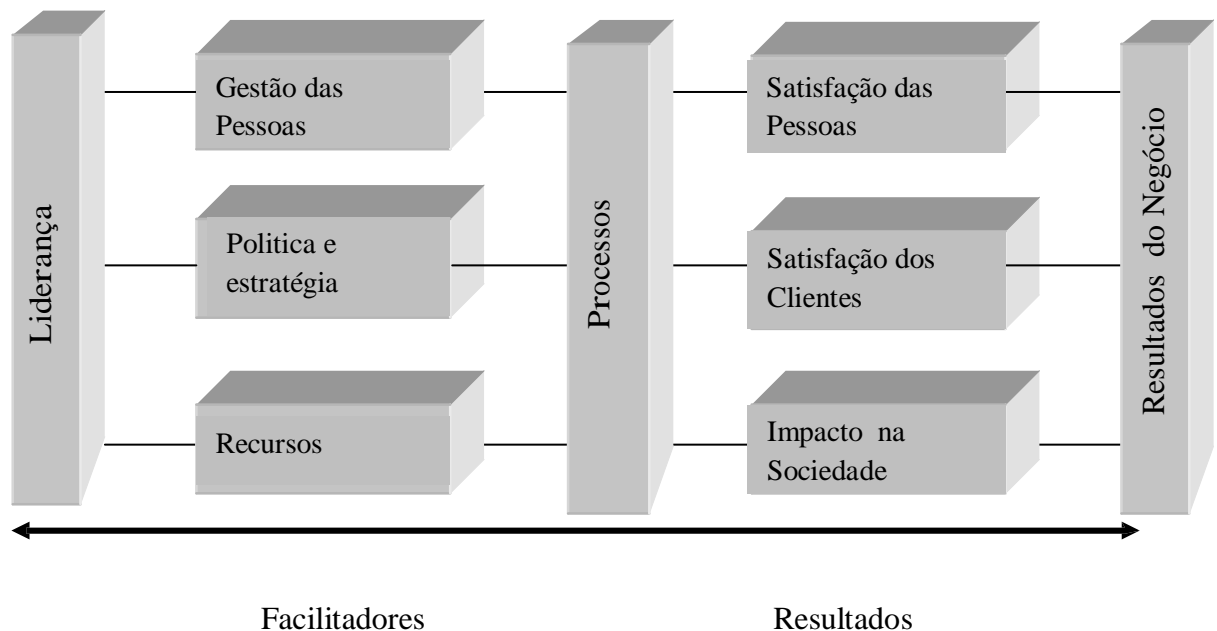 Liderança
Gestão das
Pessoas
Politica e
estratégia
Recursos
Processos
Satisfação das
Pessoas
Satisfação dos
Clientes
Impacto na
Sociedade
Resultados do Negócio
Facilitadores
Resultados